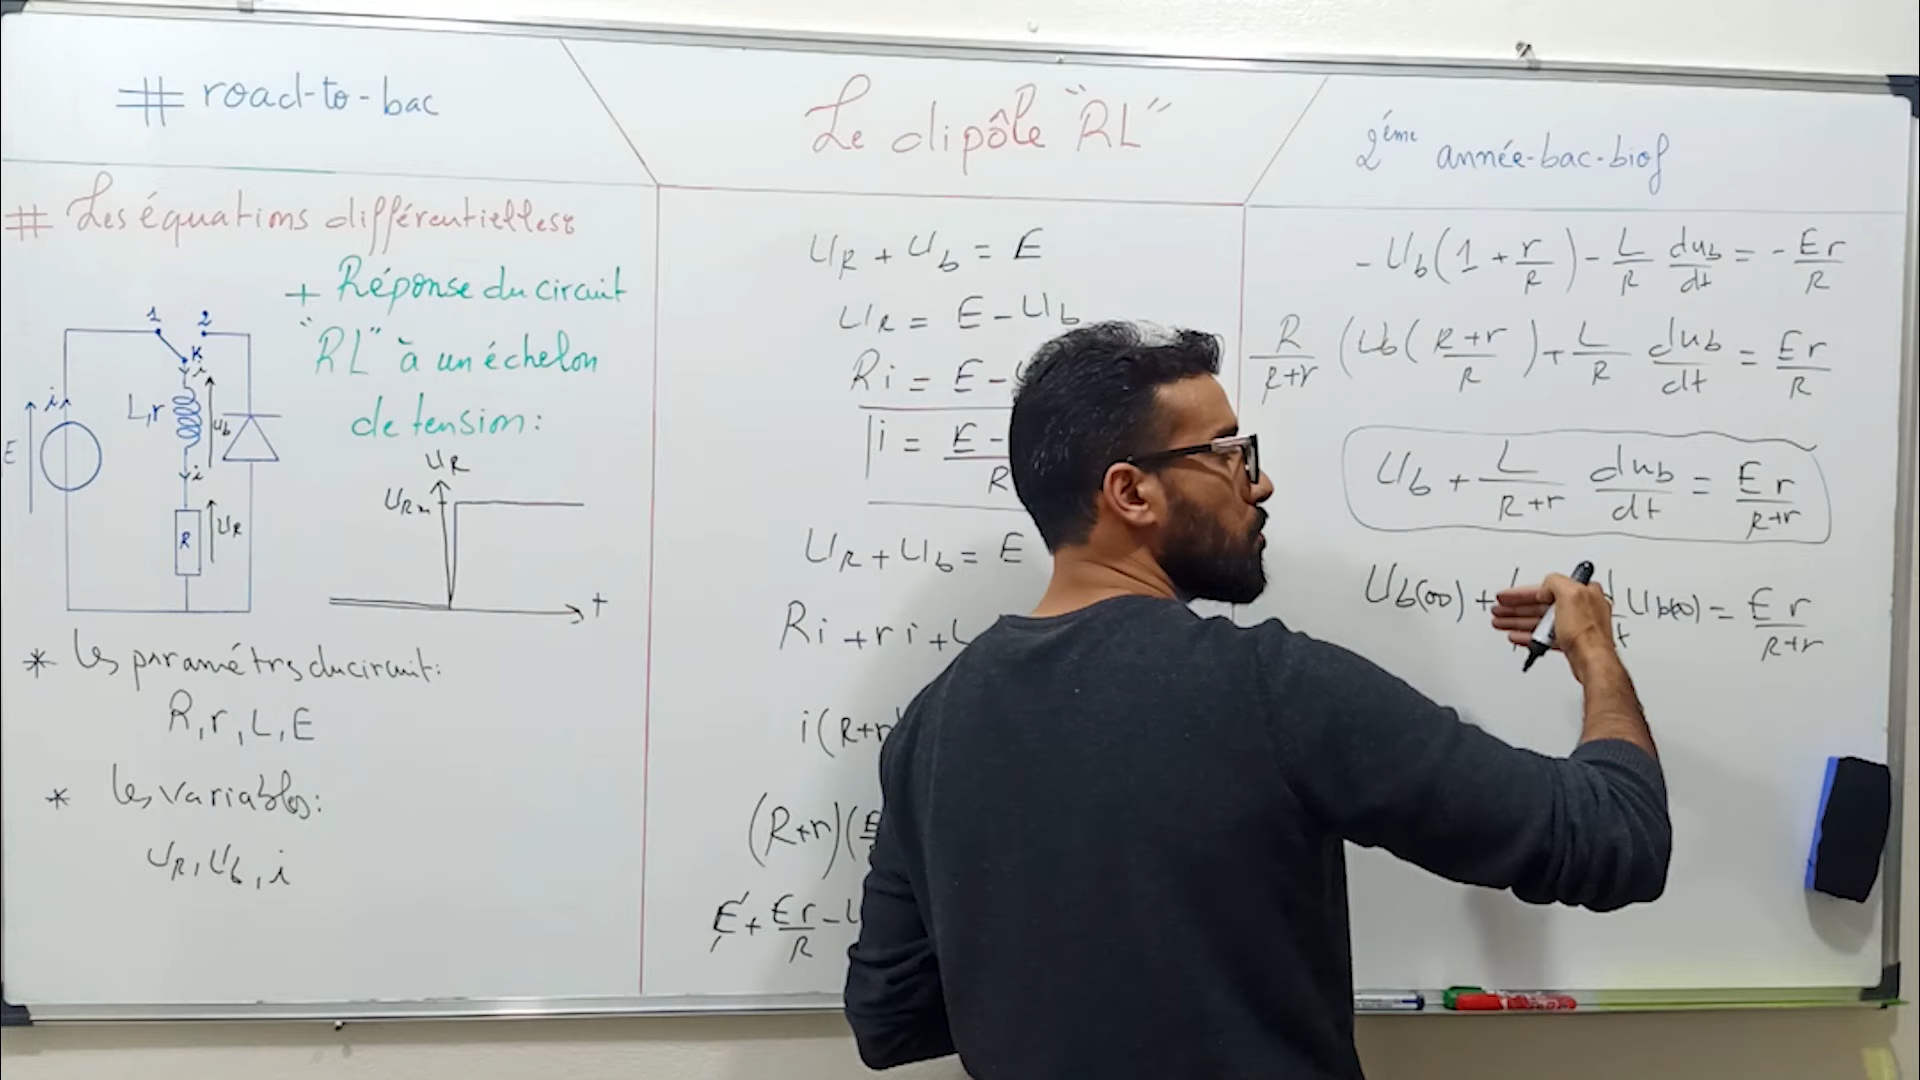 # road-to-bac
Le dipôle "RL"
2ème année-bac-biof
# Les équations différentielles
+ Réponse du circuit
"RL" à un échelon
de tension:
1 2
K
i
i
L,r
ub
E
i
R
UR
UR
URm
t
* les paramétrs du circuit:
R, r, L, E
* les variables:
UR, Ub, i
UR + Ub = E
UR = E - Ub
Ri = E -
i = E -
R
UR + Ub = E
Ri + ri + L
i(R+r)
(R+r)(E
E + Er/R - U
- Ub(1 + r/R) - L/R dub/dt = - Er/R
R/R+r (Ub(R+r/R) + L/R dub/dt = Er/R
Ub + L/R+r dub/dt = Er/R+r
Ub(∞) + Ub(∞) = Er/R+r